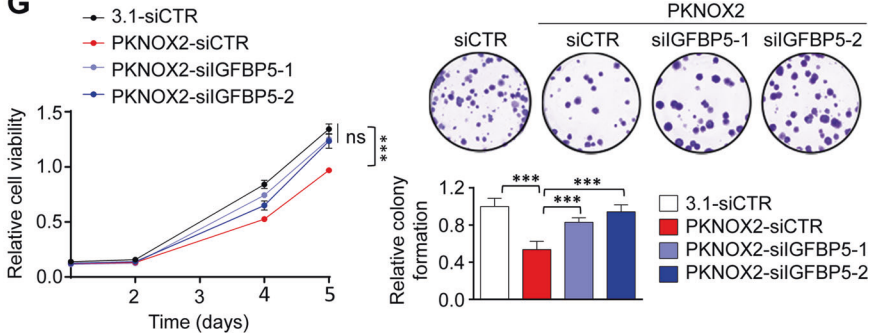 G
3.1-siCTR
PKNOX2-siCTR
PKNOX2-siIGFBP5-1
PKNOX2-siIGFBP5-2
Relative cell viability
1.5
1.0
0.5
0.0
2 3 4 5
Time (days)
ns
***
PKNOX2
siCTR siCTR siIGFBP5-1 siIGFBP5-2
Relative colony
formation
1.2
0.8
0.4
0.0
*** ***
***
3.1-siCTR
PKNOX2-siCTR
PKNOX2-siIGFBP5-1
PKNOX2-siIGFBP5-2